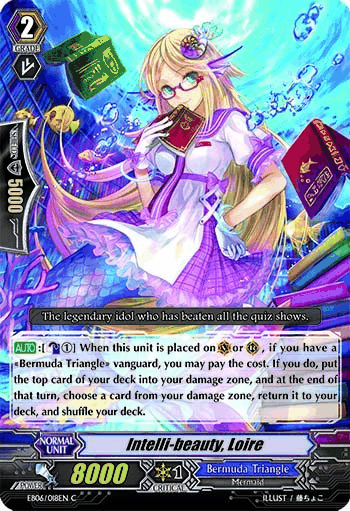 2
GRADE
5000
The legendary idol who has beaten all the quiz shows.
AUTO:[ ①] When this unit is placed on or , if you have a
«Bermuda Triangle» vanguard, you may pay the cost. If you do, put
the top card of your deck into your damage zone, and at the end
of that turn, choose a card from your damage zone, return it to your
deck, and shuffle your deck.
NORMAL
UNIT
Intelli-beauty, Loire
POWER
8000
1
CRITICAL
Bermuda Triangle
Mermaid
EB06/018EN C
ILLUST / 藤ちょこ